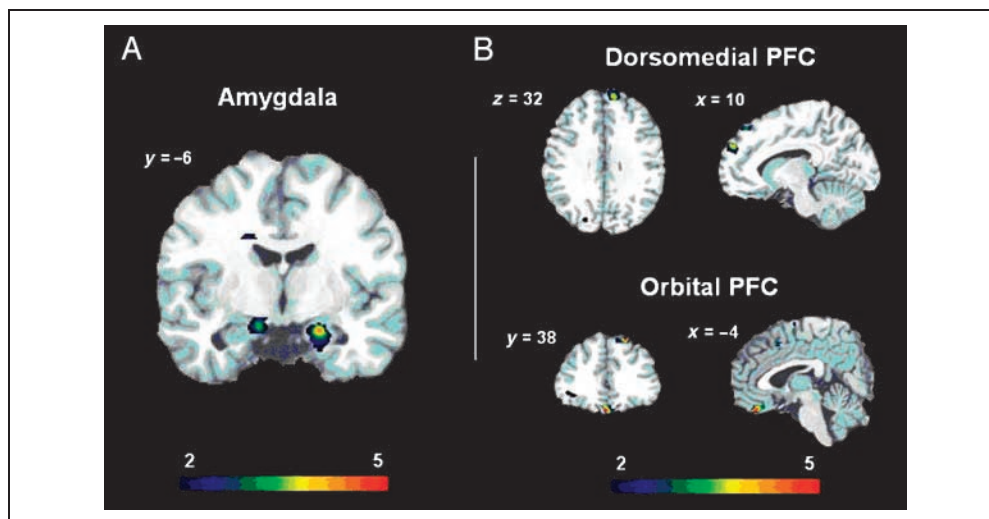 A
Amygdala
y = –6
2 5
B
Dorsomedial PFC
z = 32 x = 10
Orbital PFC
y = 38 x = –4
2 5